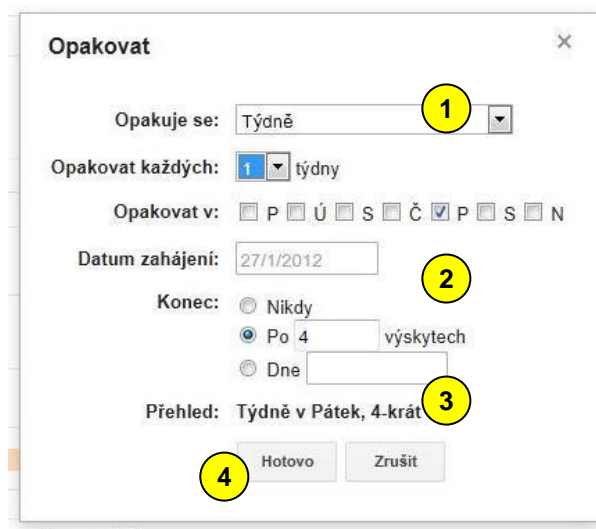 Opakovat ×
Opakuje se: Týdně 1
Opakovat každých: 1 týdny
Opakovat v: P Ú S Č P S N
Datum zahájení: 27/1/2012
2
Konec: Nikdy
Po 4 výskytech
Dne
3
Přehled: Týdně v Pátek, 4-krát
4 Hotovo Zrušit